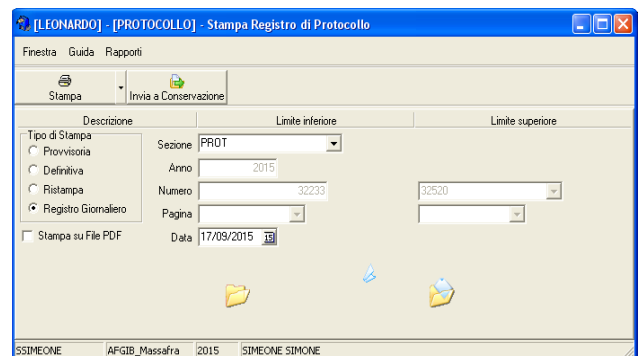 [LEONARDO] - [PROTOCOLLO] - Stampa Registro di Protocollo
Finestra Guida Rapporti
Stampa Invia a Conservazione
Descrizione Limite inferiore Limite superiore
Tipo di Stampa
Provvisoria
Definitiva
Ristampa
Registro Giornaliero
Stampa su File PDF
Sezione PROT
Anno 2015
Numero 32233 32520
Pagina
Data 17/09/2015 15
SSIMEONE AFGIB_Massafra 2015 SIMEONE SIMONE